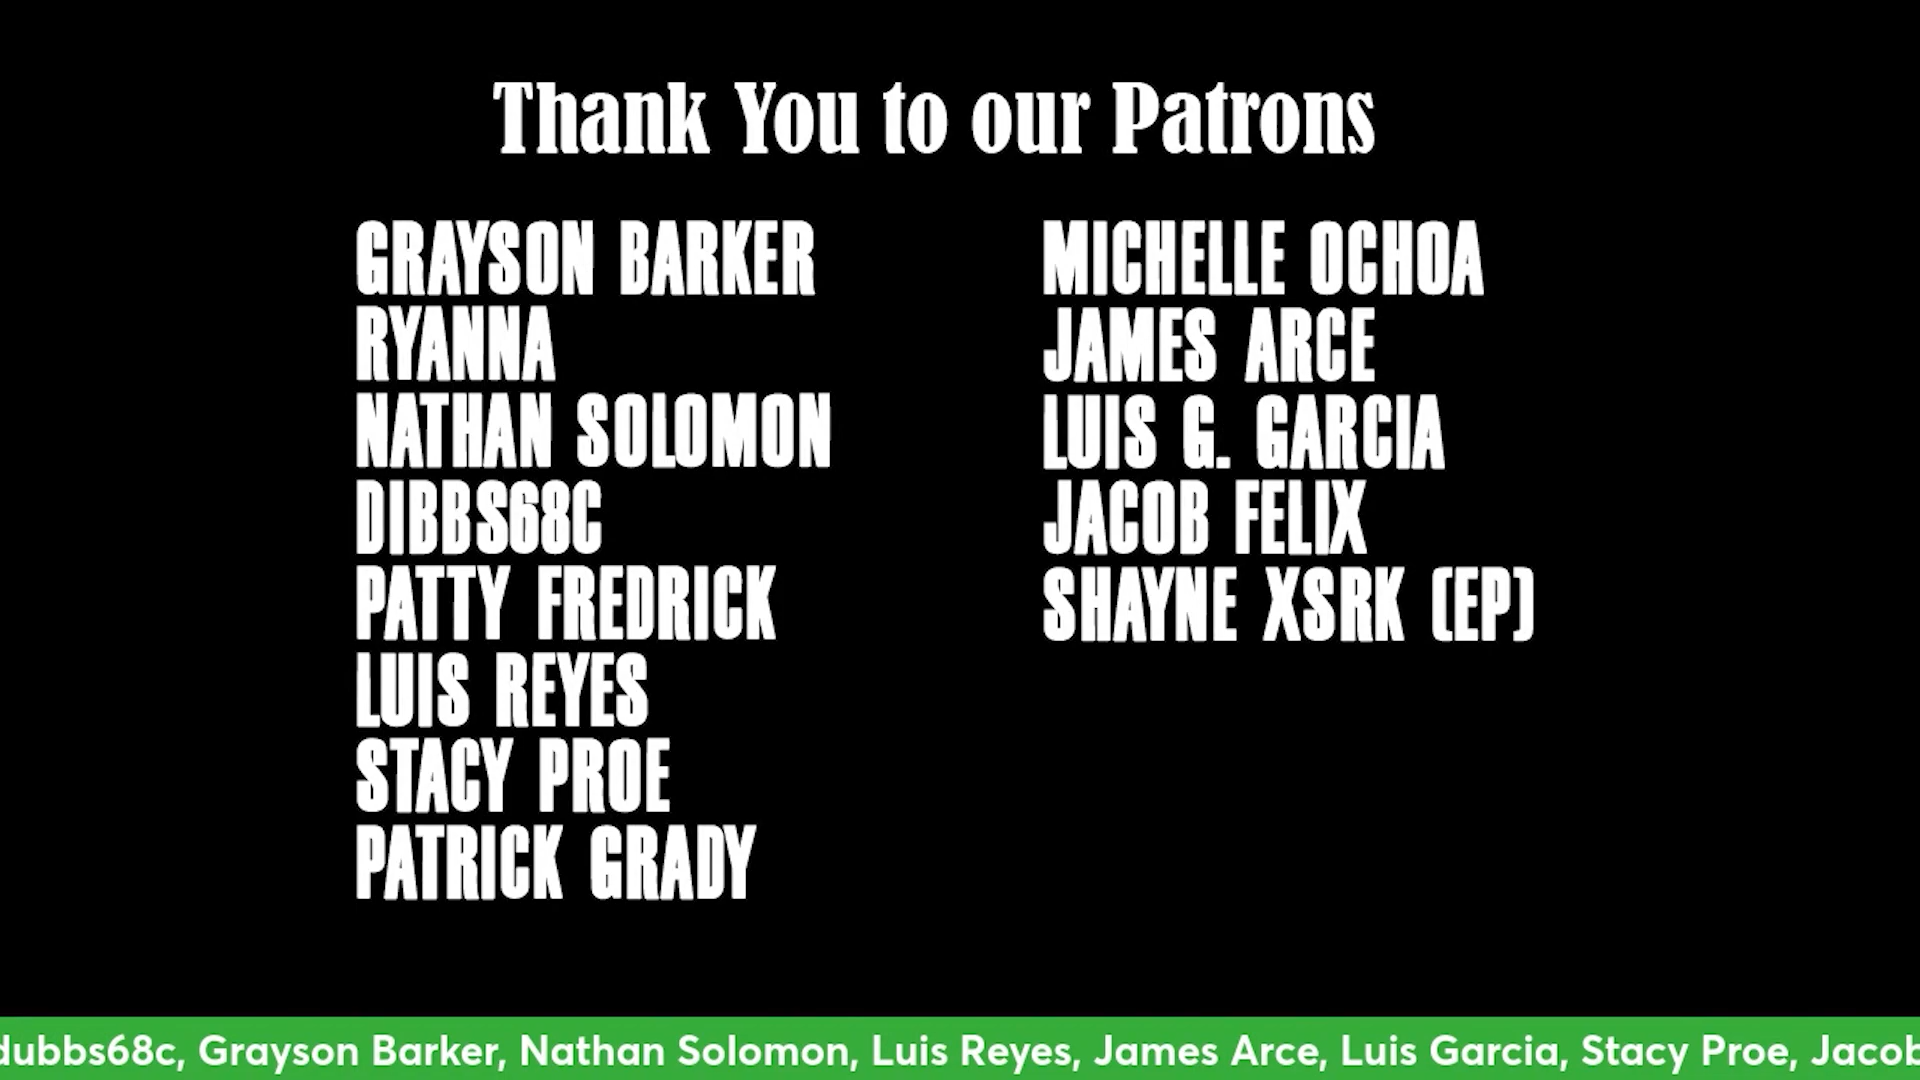 Thank You to our Patrons
GRAYSON BARKER
RYANNA
NATHAN SOLOMON
DIBBS68C
PATTY FREDRICK
LUIS REYES
STACY PROE
PATRICK GRADY
MICHELLE OCHOA
JAMES ARCE
LUIS G. GARCIA
JACOB FELIX
SHAYNE XSRK (EP)
dubbs68c, Grayson Barker, Nathan Solomon, Luis Reyes, James Arce, Luis Garcia, Stacy Proe, Jacob